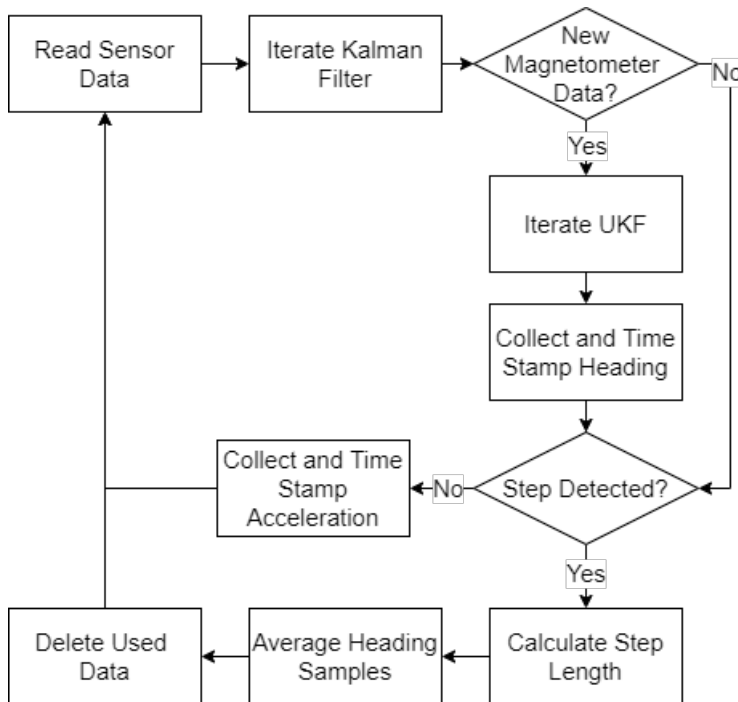 Read Sensor
Data
Iterate Kalman
Filter
New
Magnetometer
Data?
No
Yes
Iterate UKF
Collect and Time
Stamp Heading
Step Detected?
No
Collect and Time
Stamp
Acceleration
Yes
Calculate Step
Length
Average Heading
Samples
Delete Used
Data